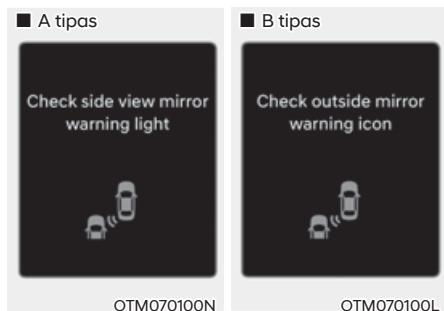 ■ A tipas
Check side view mirror
warning light
OTM070100N
■ B tipas
Check outside mirror
warning icon
OTM070100L